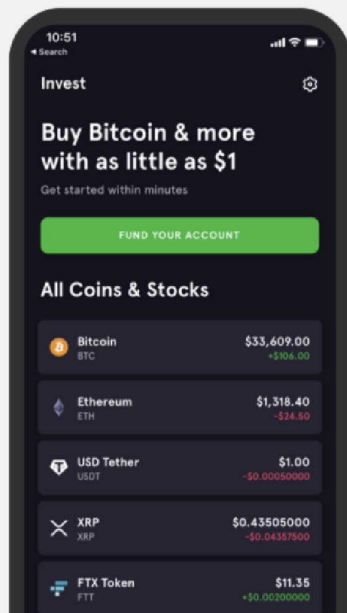 10:51
Search
Invest
Buy Bitcoin & more
with as little as $1
Get started within minutes
FUND YOUR ACCOUNT
All Coins & Stocks
Bitcoin $33,609.00
BTC +$106.00
Ethereum $1,318.40
ETH -$24.50
USD Tether $1.00
USDT -$0.00050000
XRP $0.43505000
XRP -$0.04357500
FTX Token $11.35
FTT +$0.00200000